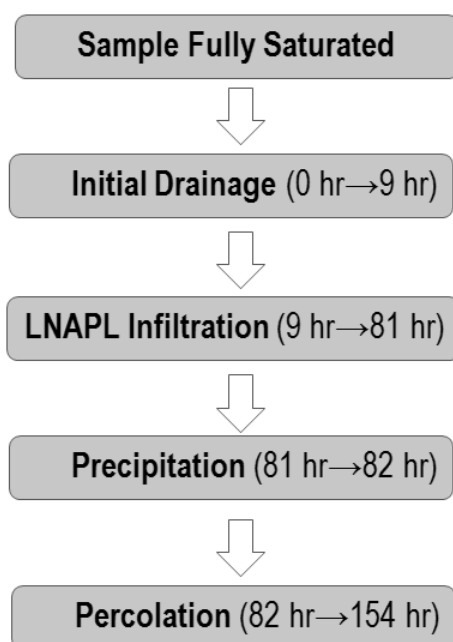 Sample Fully Saturated
Initial Drainage (0 hr→9 hr)
LNAPL Infiltration (9 hr→81 hr)
Precipitation (81 hr→82 hr)
Percolation (82 hr→154 hr)